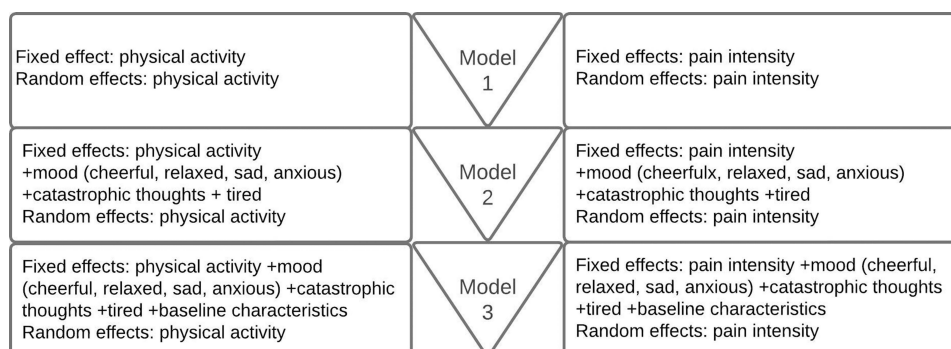 Fixed effect: physical activity
Random effects: physical activity
Model
1
Fixed effects: pain intensity
Random effects: pain intensity
Fixed effects: physical activity
+mood (cheerful, relaxed, sad, anxious)
+catastrophic thoughts + tired
Random effects: physical activity
Model
2
Fixed effects: pain intensity
+mood (cheerfulx, relaxed, sad, anxious)
+catastrophic thoughts +tired
Random effects: pain intensity
Fixed effects: physical activity +mood
(cheerful, relaxed, sad, anxious) +catastrophic
thoughts +tired +baseline characteristics
Random effects: physical activity
Model
3
Fixed effects: pain intensity +mood (cheerful,
relaxed, sad, anxious) +catastrophic thoughts
+tired +baseline characteristics
Random effects: pain intensity